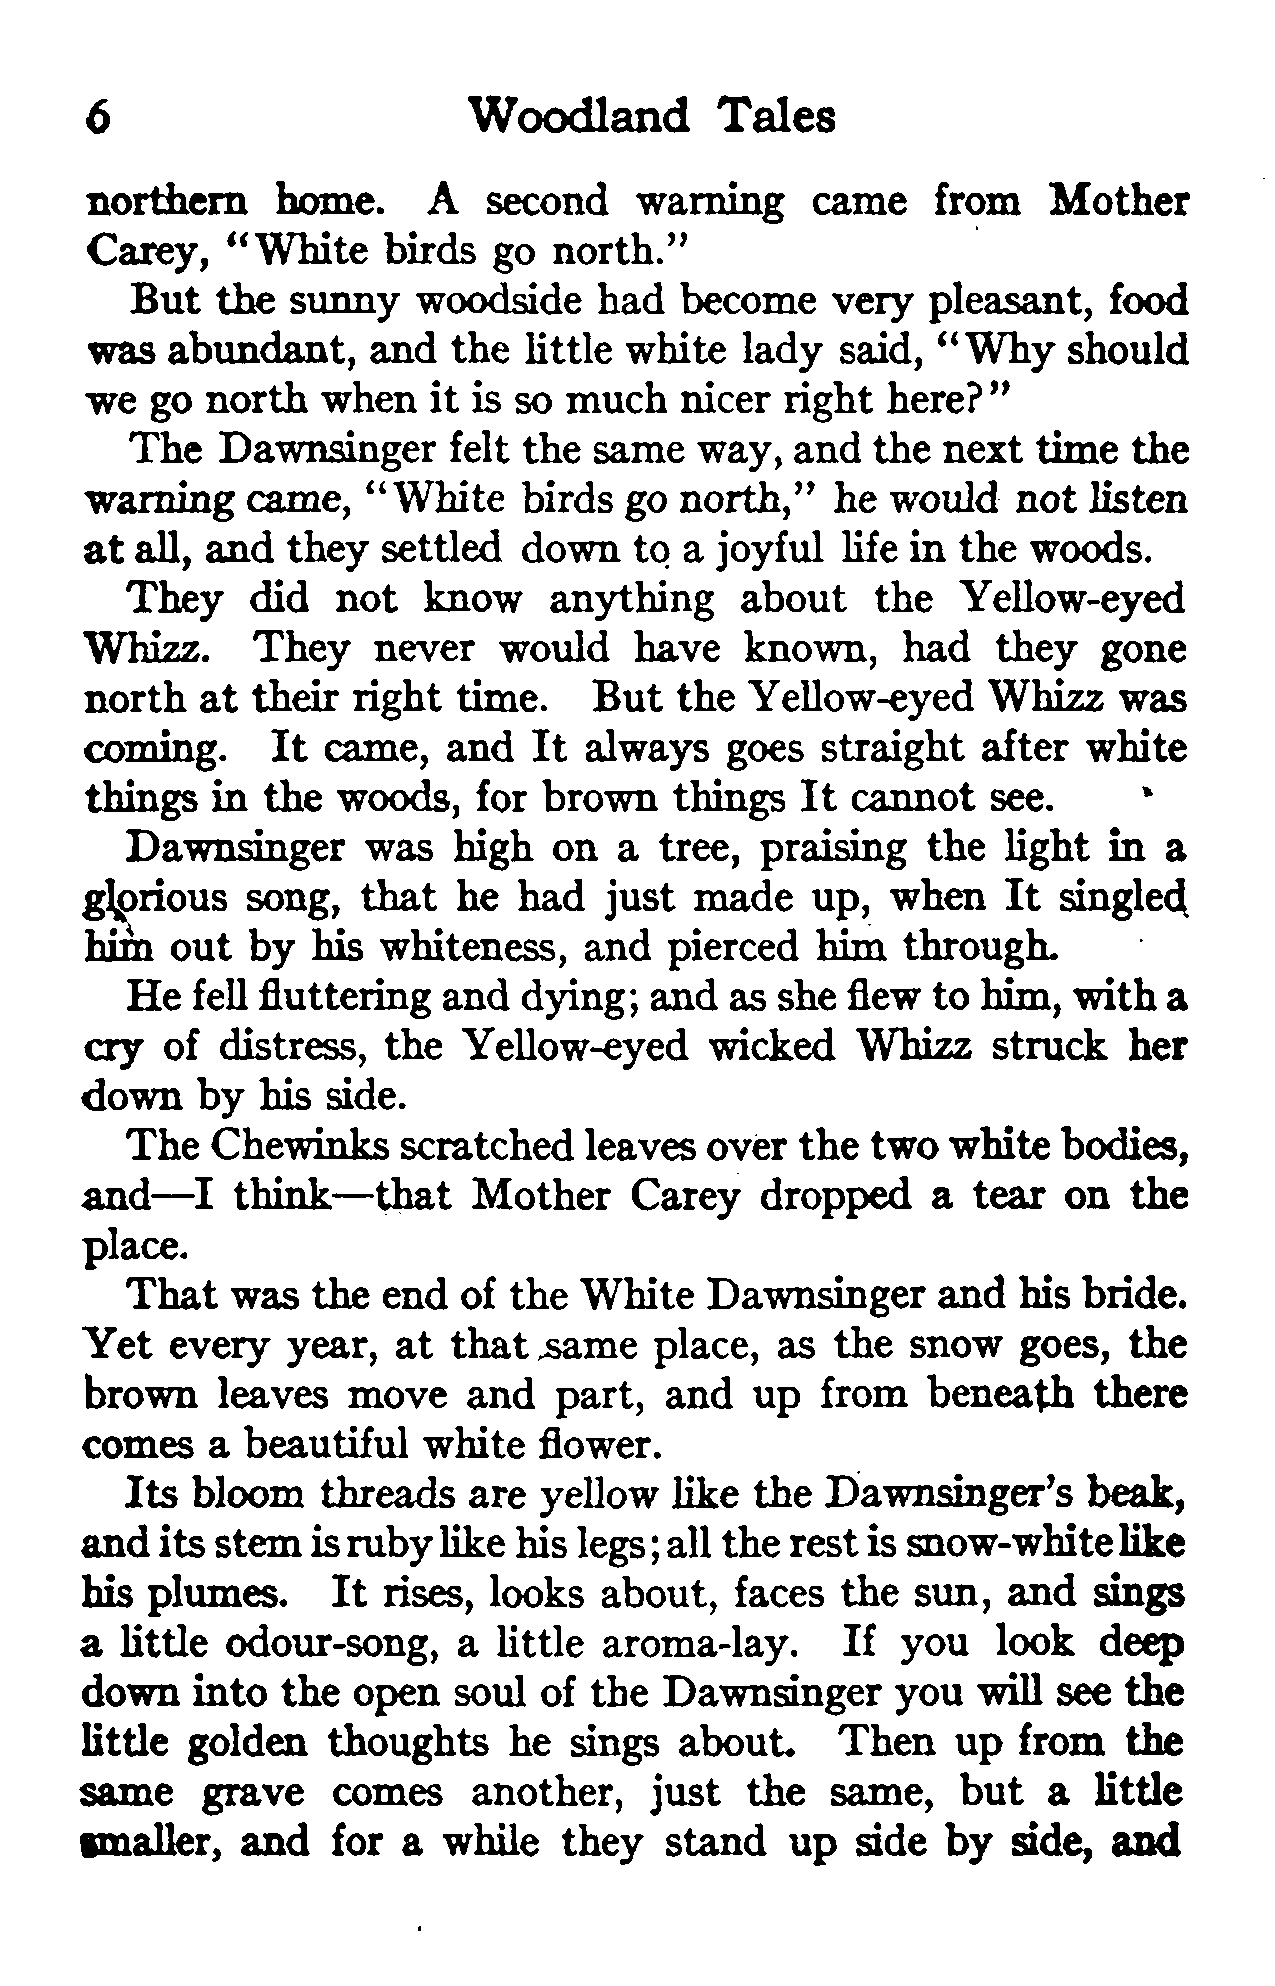 6 Woodland Tales
northern home. A second warning came from Mother
Carey, "White birds go north."
But the sunny woodside had become very pleasant, food
was abundant, and the little white lady said, "Why should
we go north when it is so much nicer right here?"
The Dawnsinger felt the same way, and the next time the
warning came, "White birds go north," he would not listen
at all, and they settled down to a joyful life in the woods.
They did not know anything about the Yellow-eyed
Whizz. They never would have known, had they gone
north at their right time. But the Yellow-eyed Whizz was
coming. It came, and It always goes straight after white
things in the woods, for brown things It cannot see.
Dawnsinger was high on a tree, praising the light in a
glorious song, that he had just made up, when It singled
him out by his whiteness, and pierced him through.
He fell fluttering and dying; and as she flew to him, with a
cry of distress, the Yellow-eyed wicked Whizz struck her
down by his side.
The Chewinks scratched leaves over the two white bodies,
and—I think—that Mother Carey dropped a tear on the
place.
That was the end of the White Dawnsinger and his bride.
Yet every year, at that same place, as the snow goes, the
brown leaves move and part, and up from beneath there
comes a beautiful white flower.
Its bloom threads are yellow like the Dawnsinger's beak,
and its stem is ruby like his legs; all the rest is snow-white like
his plumes. It rises, looks about, faces the sun, and sings
a little odour-song, a little aroma-lay. If you look deep
down into the open soul of the Dawnsinger you will see the
little golden thoughts he sings about. Then up from the
same grave comes another, just the same, but a little
smaller, and for a while they stand up side by side, and